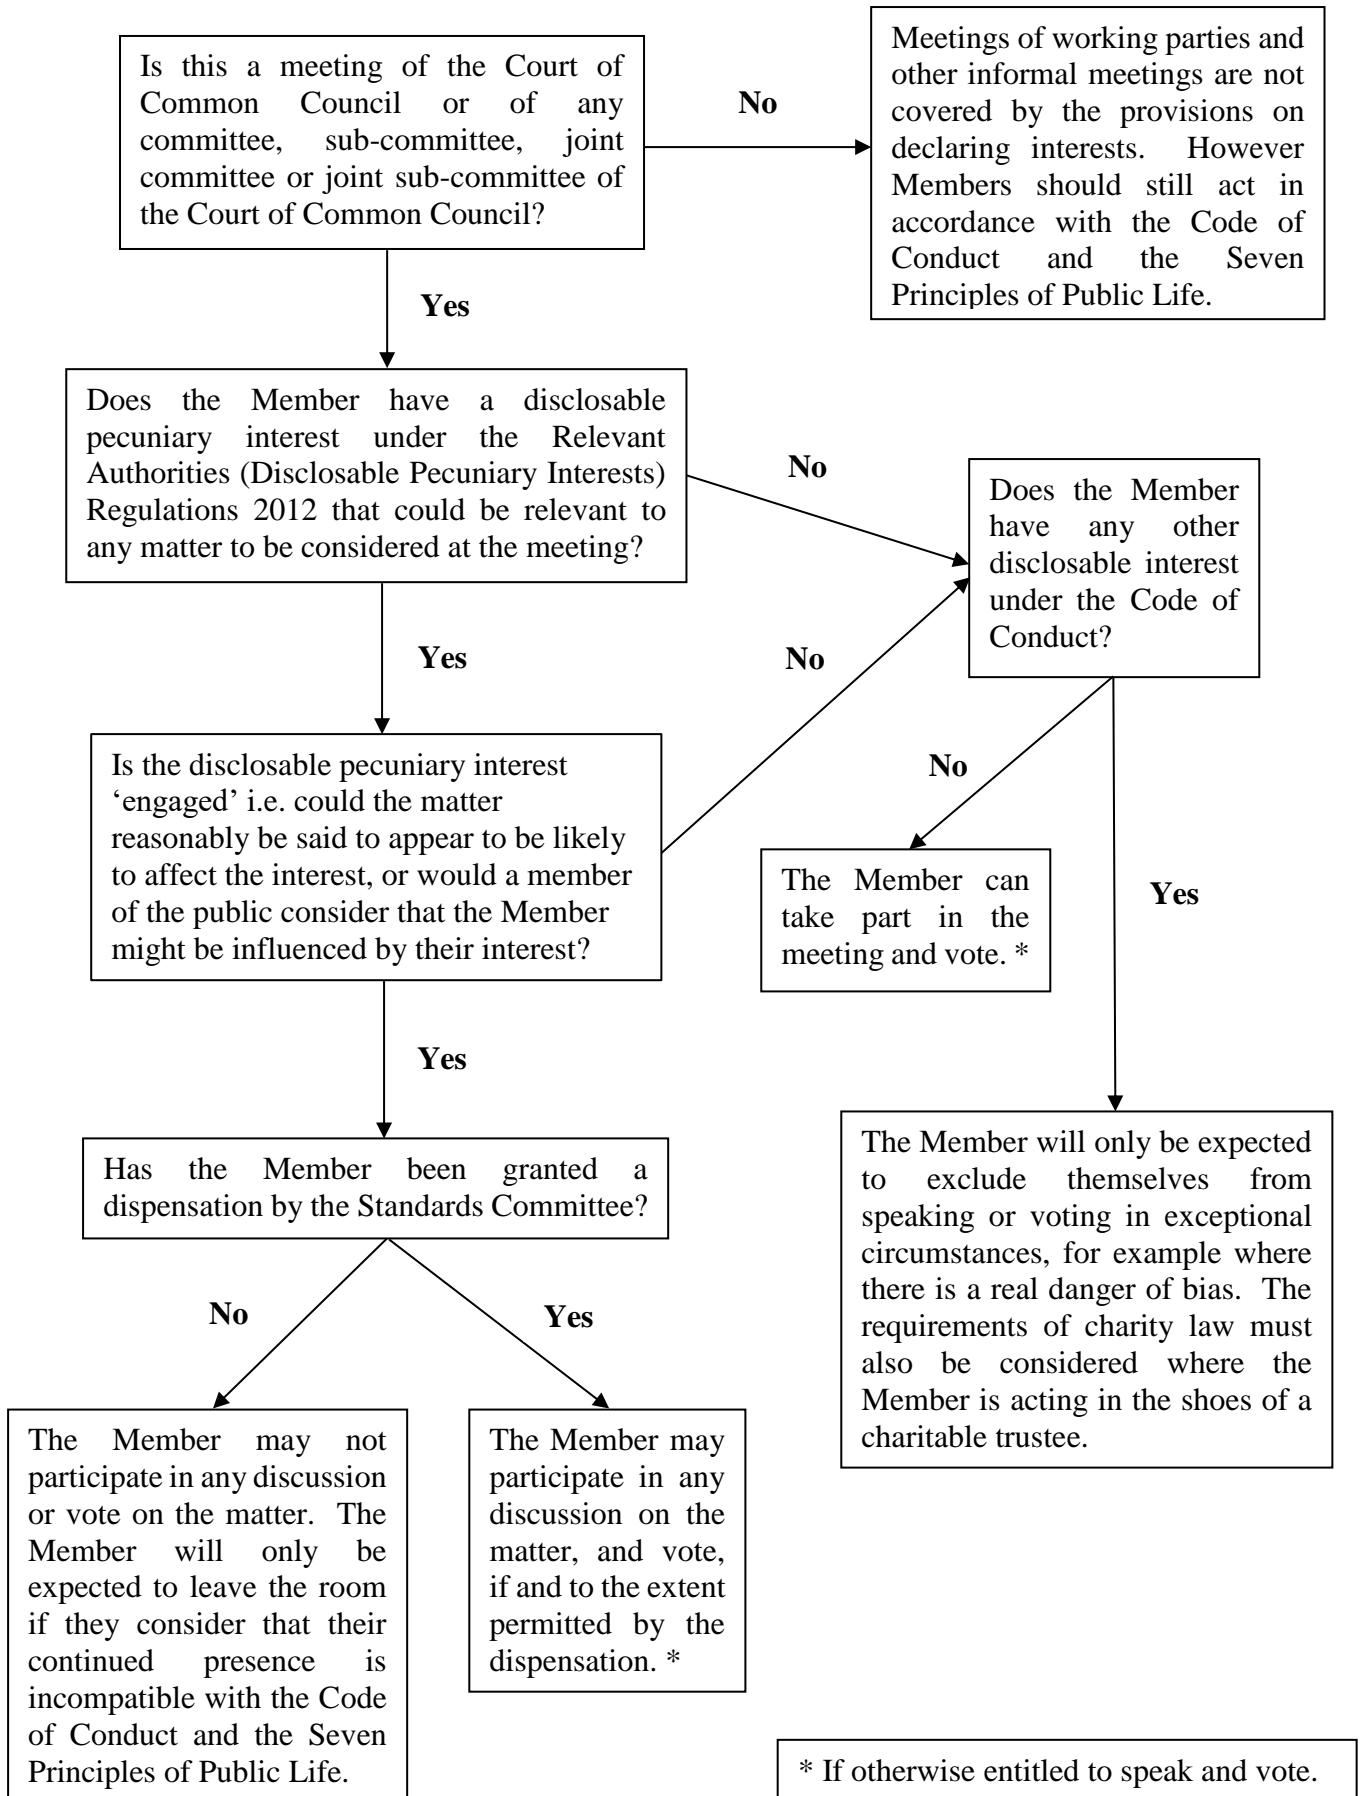 Is this a meeting of the Court of
Common Council or of any
committee, sub-committee, joint
committee or joint sub-committee of
the Court of Common Council?
No
Meetings of working parties and
other informal meetings are not
covered by the provisions on
declaring interests. However
Members should still act in
accordance with the Code of
Conduct and the Seven
Principles of Public Life.
Yes
Does the Member have a disclosable
pecuniary interest under the Relevant
Authorities (Disclosable Pecuniary Interests)
Regulations 2012 that could be relevant to
any matter to be considered at the meeting?
No
Does the Member
have any other
disclosable interest
under the Code of
Conduct?
Yes
No
Is the disclosable pecuniary interest
‘engaged’ i.e. could the matter
reasonably be said to appear to be likely
to affect the interest, or would a member
of the public consider that the Member
might be influenced by their interest?
No
The Member can
take part in the
meeting and vote. *
Yes
Yes
Has the Member been granted a
dispensation by the Standards Committee?
The Member will only be expected
to exclude themselves from
speaking or voting in exceptional
circumstances, for example where
there is a real danger of bias. The
requirements of charity law must
also be considered where the
Member is acting in the shoes of a
charitable trustee.
No
Yes
The Member may not
participate in any discussion
or vote on the matter. The
Member will only be
expected to leave the room
if they consider that their
continued presence is
incompatible with the Code
of Conduct and the Seven
Principles of Public Life.
The Member may
participate in any
discussion on the
matter, and vote,
if and to the extent
permitted by the
dispensation. *
* If otherwise entitled to speak and vote.